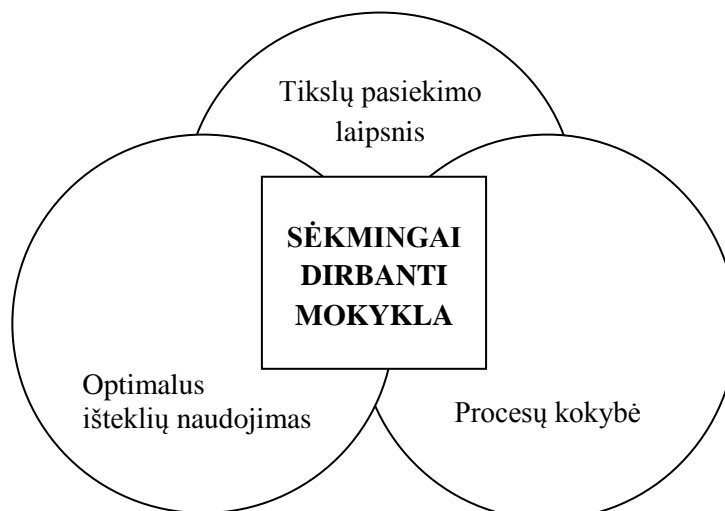 Tikslų pasiekimo
laipsnis
SĖKMINGAI
DIRBANTI
MOKYKLA
Optimalus
išteklių naudojimas
Procesų kokybė